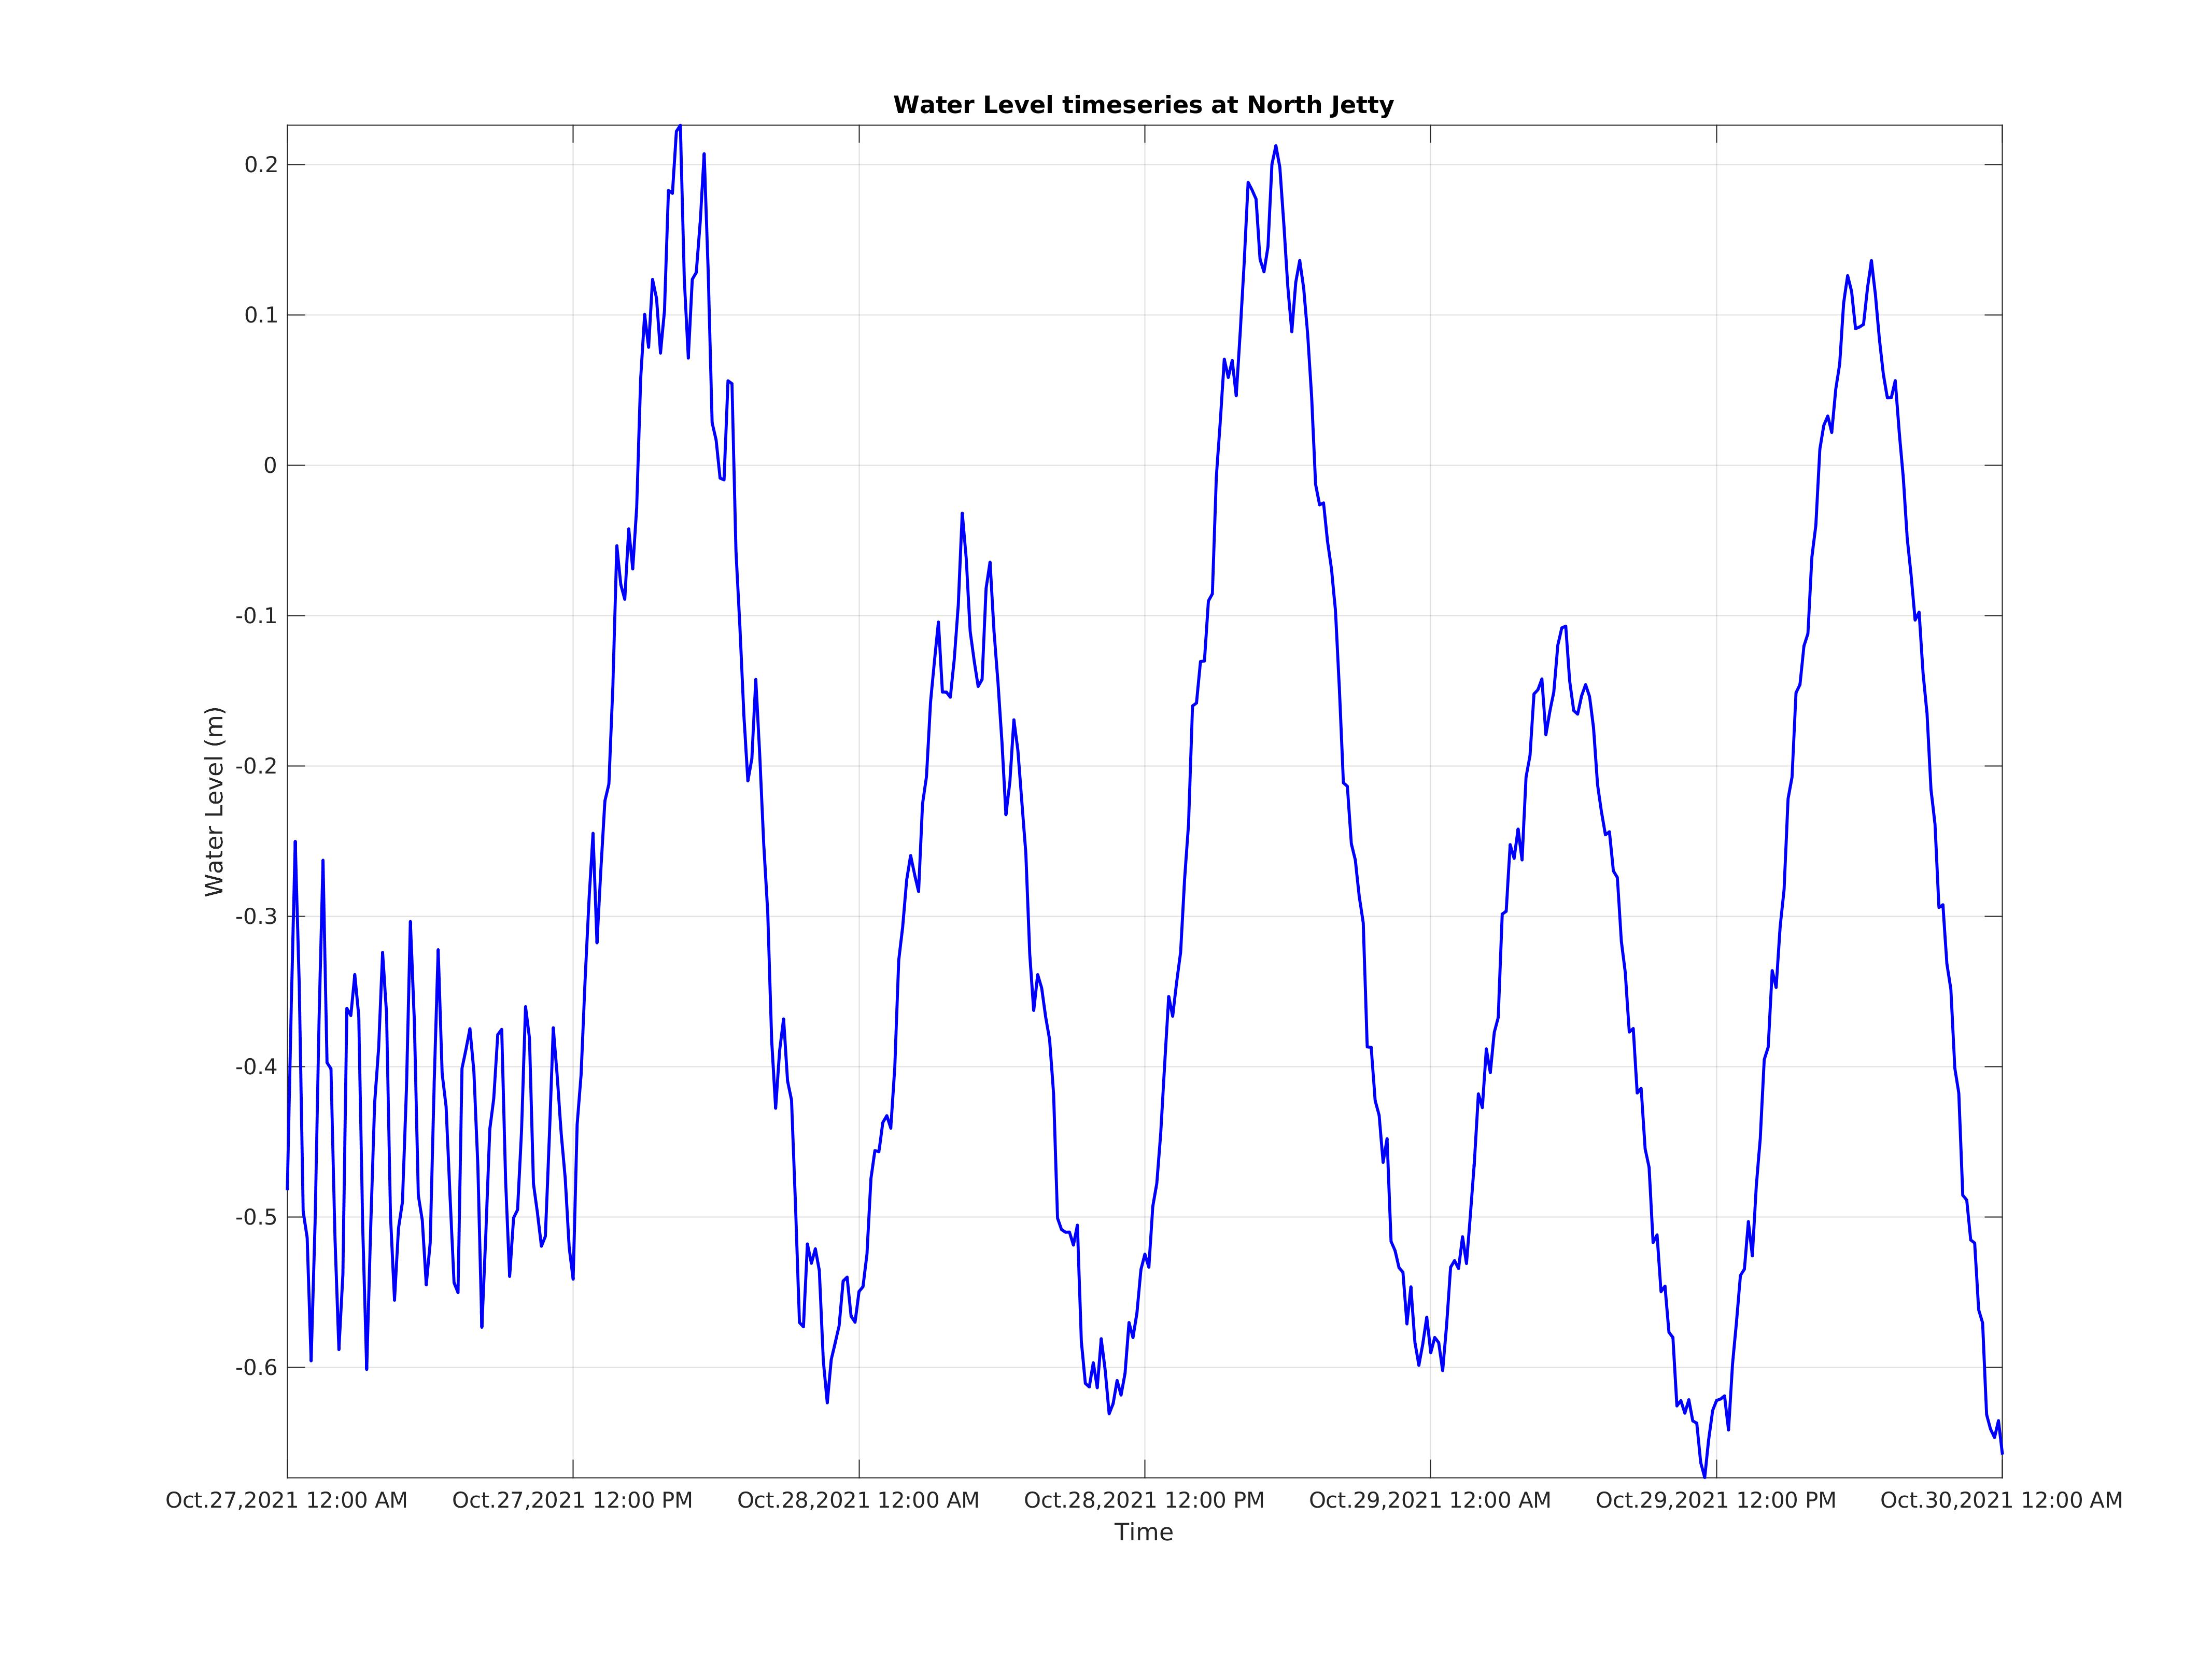 Water Level timeseries at North Jetty
0.2
0.1
0
-0.1
-0.2
-0.3
-0.4
-0.5
-0.6
Water Level (m)
Oct.27,2021 12:00 AM
Oct.27,2021 12:00 PM
Oct.28,2021 12:00 AM
Oct.28,2021 12:00 PM
Oct.29,2021 12:00 AM
Oct.29,2021 12:00 PM
Oct.30,2021 12:00 AM
Time